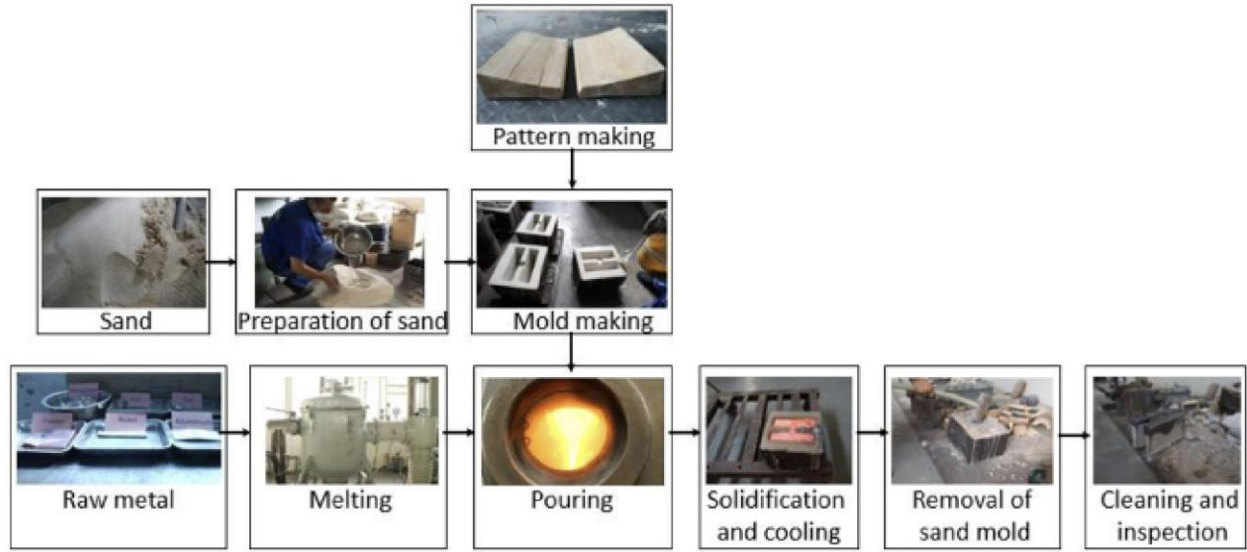 Pattern making
Sand
Preparation of sand
Mold making
Raw metal
Melting
Pouring
Solidification
and cooling
Removal of
sand mold
Cleaning and
inspection